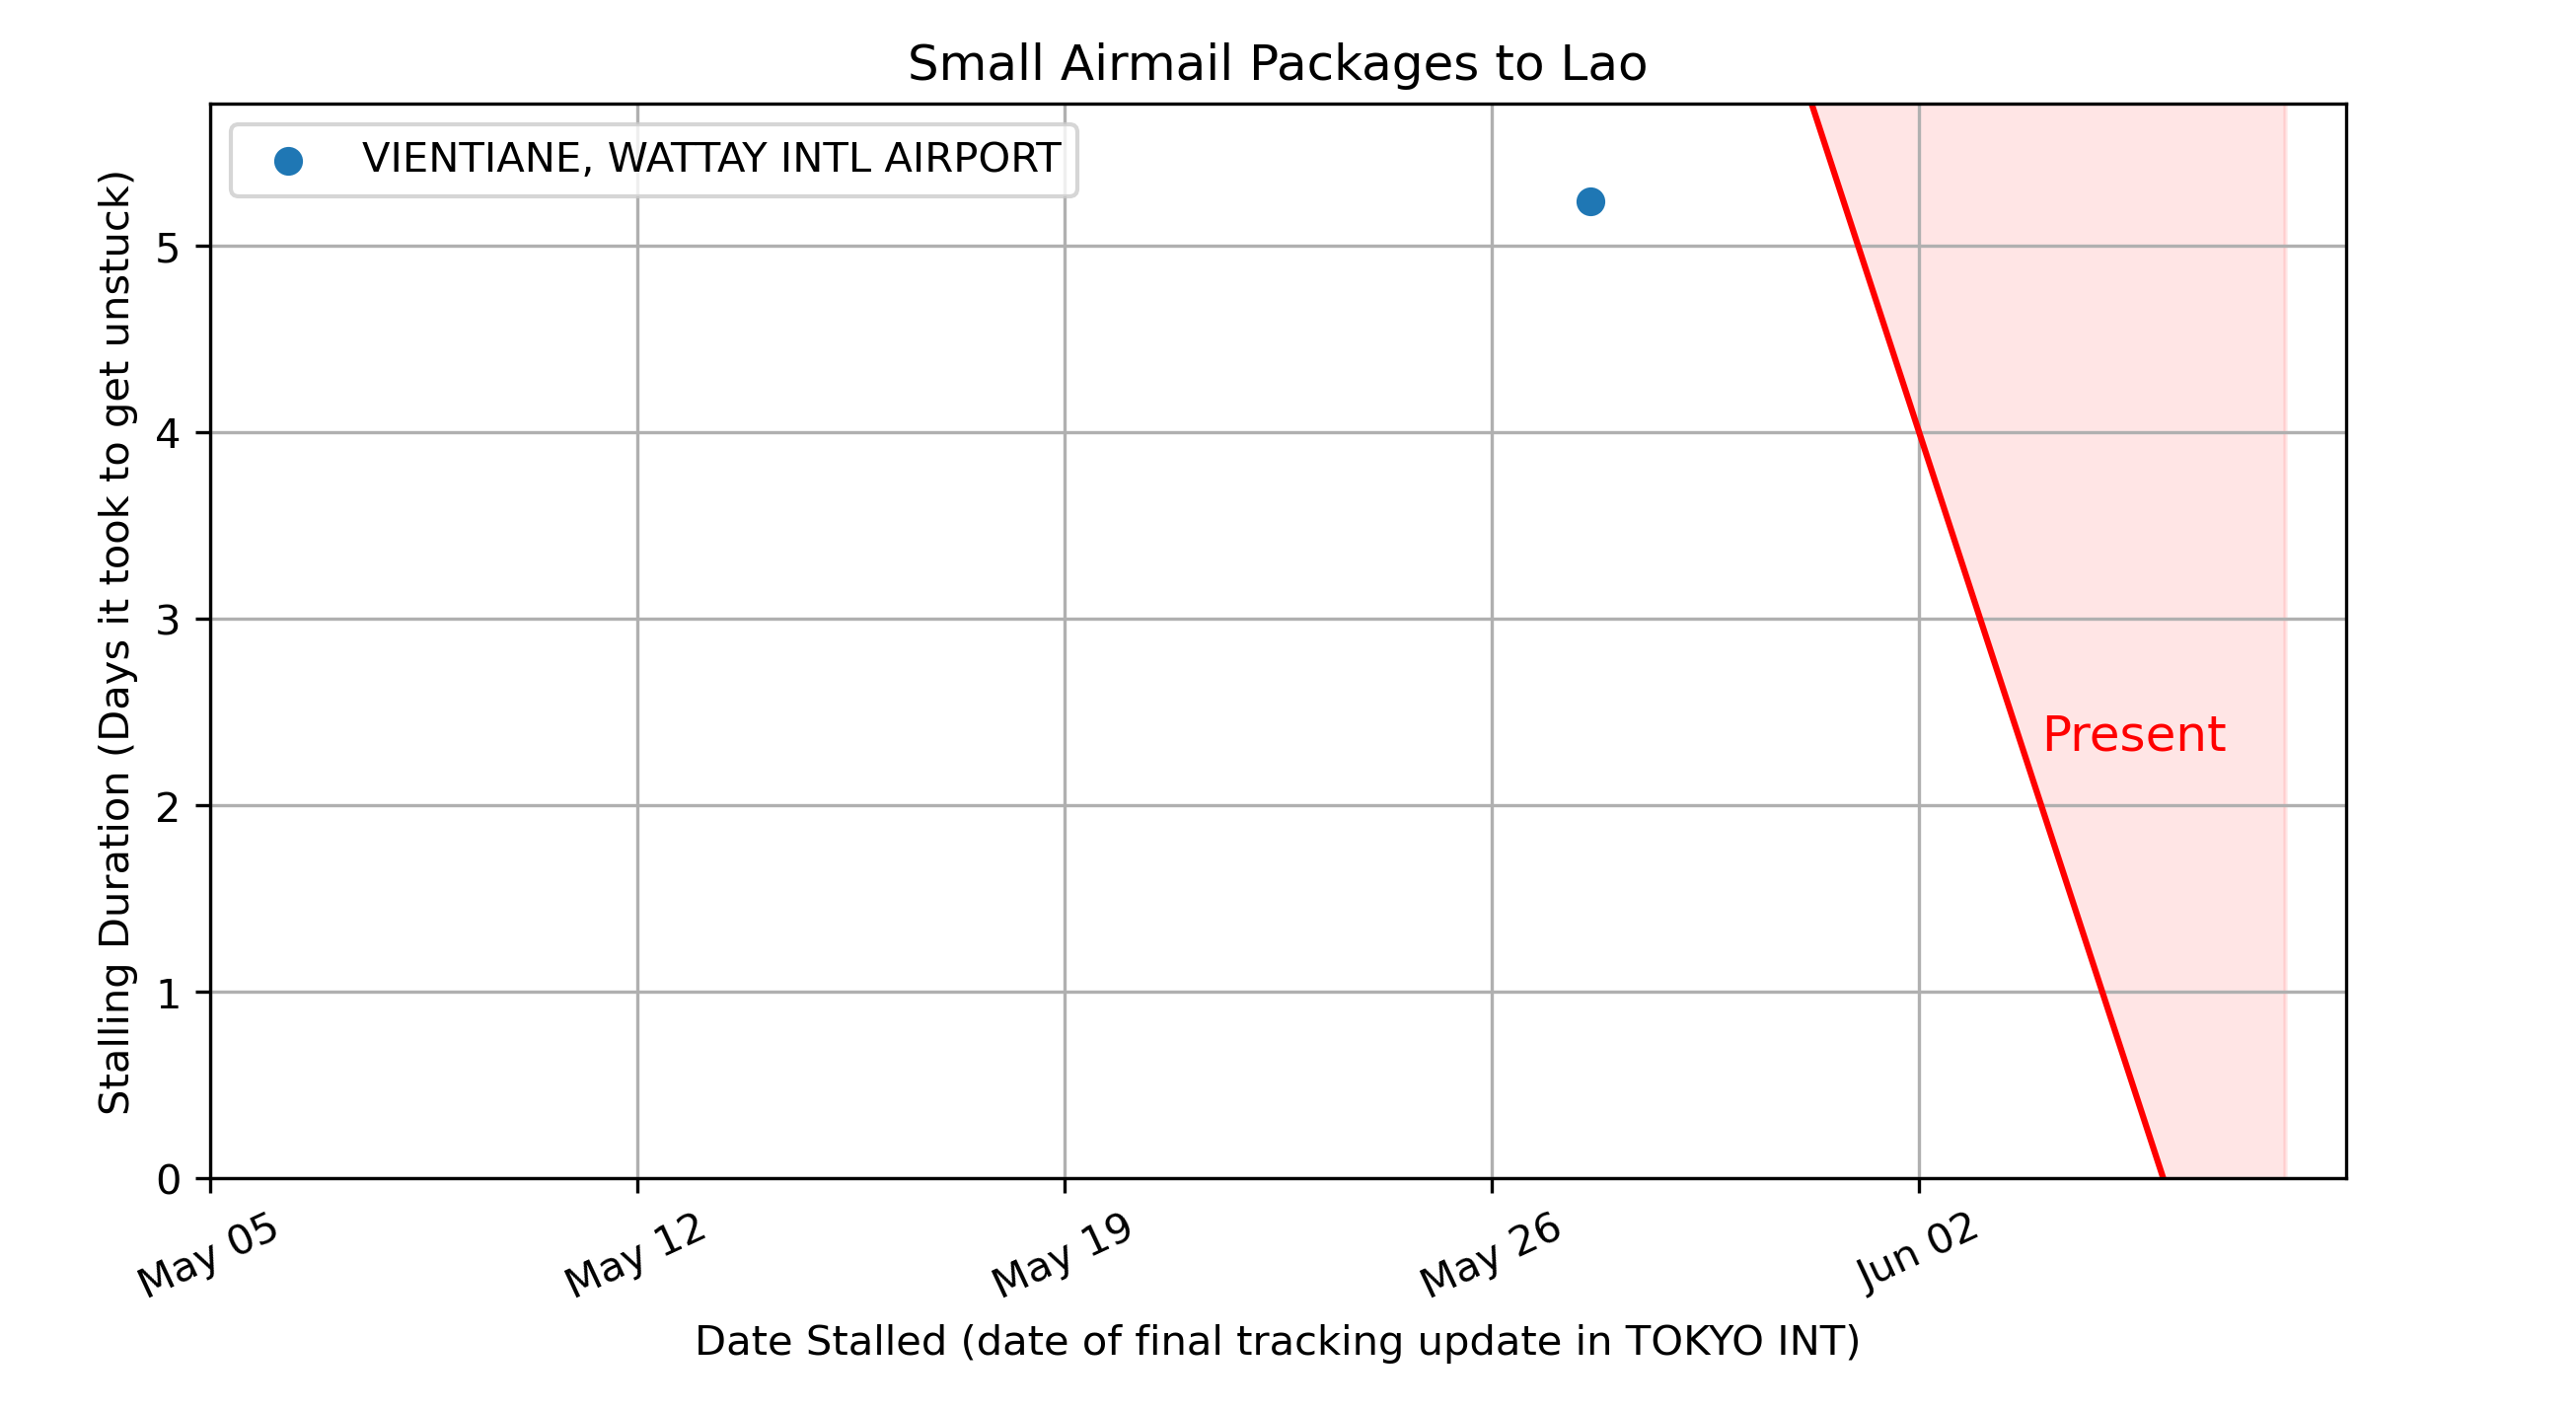 Small Airmail Packages to Lao
VIENTIANE, WATTAY INTL AIRPORT
Stalling Duration (Days it took to get unstuck)
5
4
3
2
1
0
Present
May 05
May 12
May 19
May 26
Jun 02
Date Stalled (date of final tracking update in TOKYO INT)